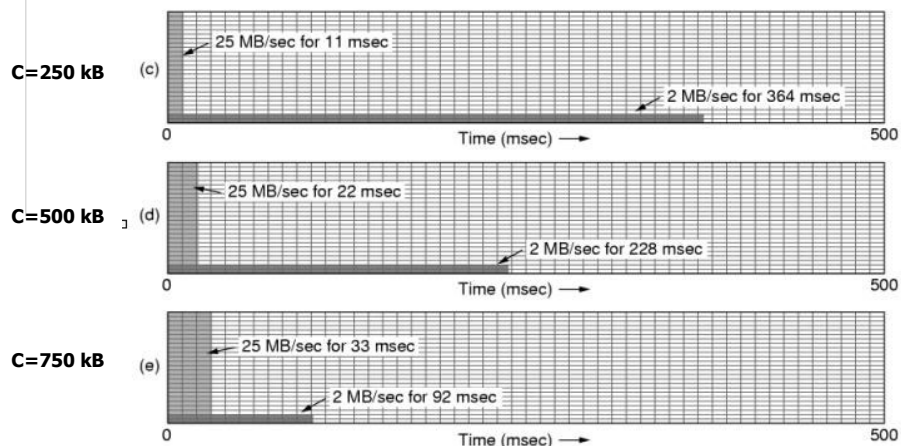 25 MB/sec for 11 msec
C=250 kB
(c)
2 MB/sec for 364 msec
0
Time (msec)
500
25 MB/sec for 22 msec
C=500 kB
(d)
2 MB/sec for 228 msec
0
Time (msec)
500
25 MB/sec for 33 msec
C=750 kB
(e)
2 MB/sec for 92 msec
0
Time (msec)
500